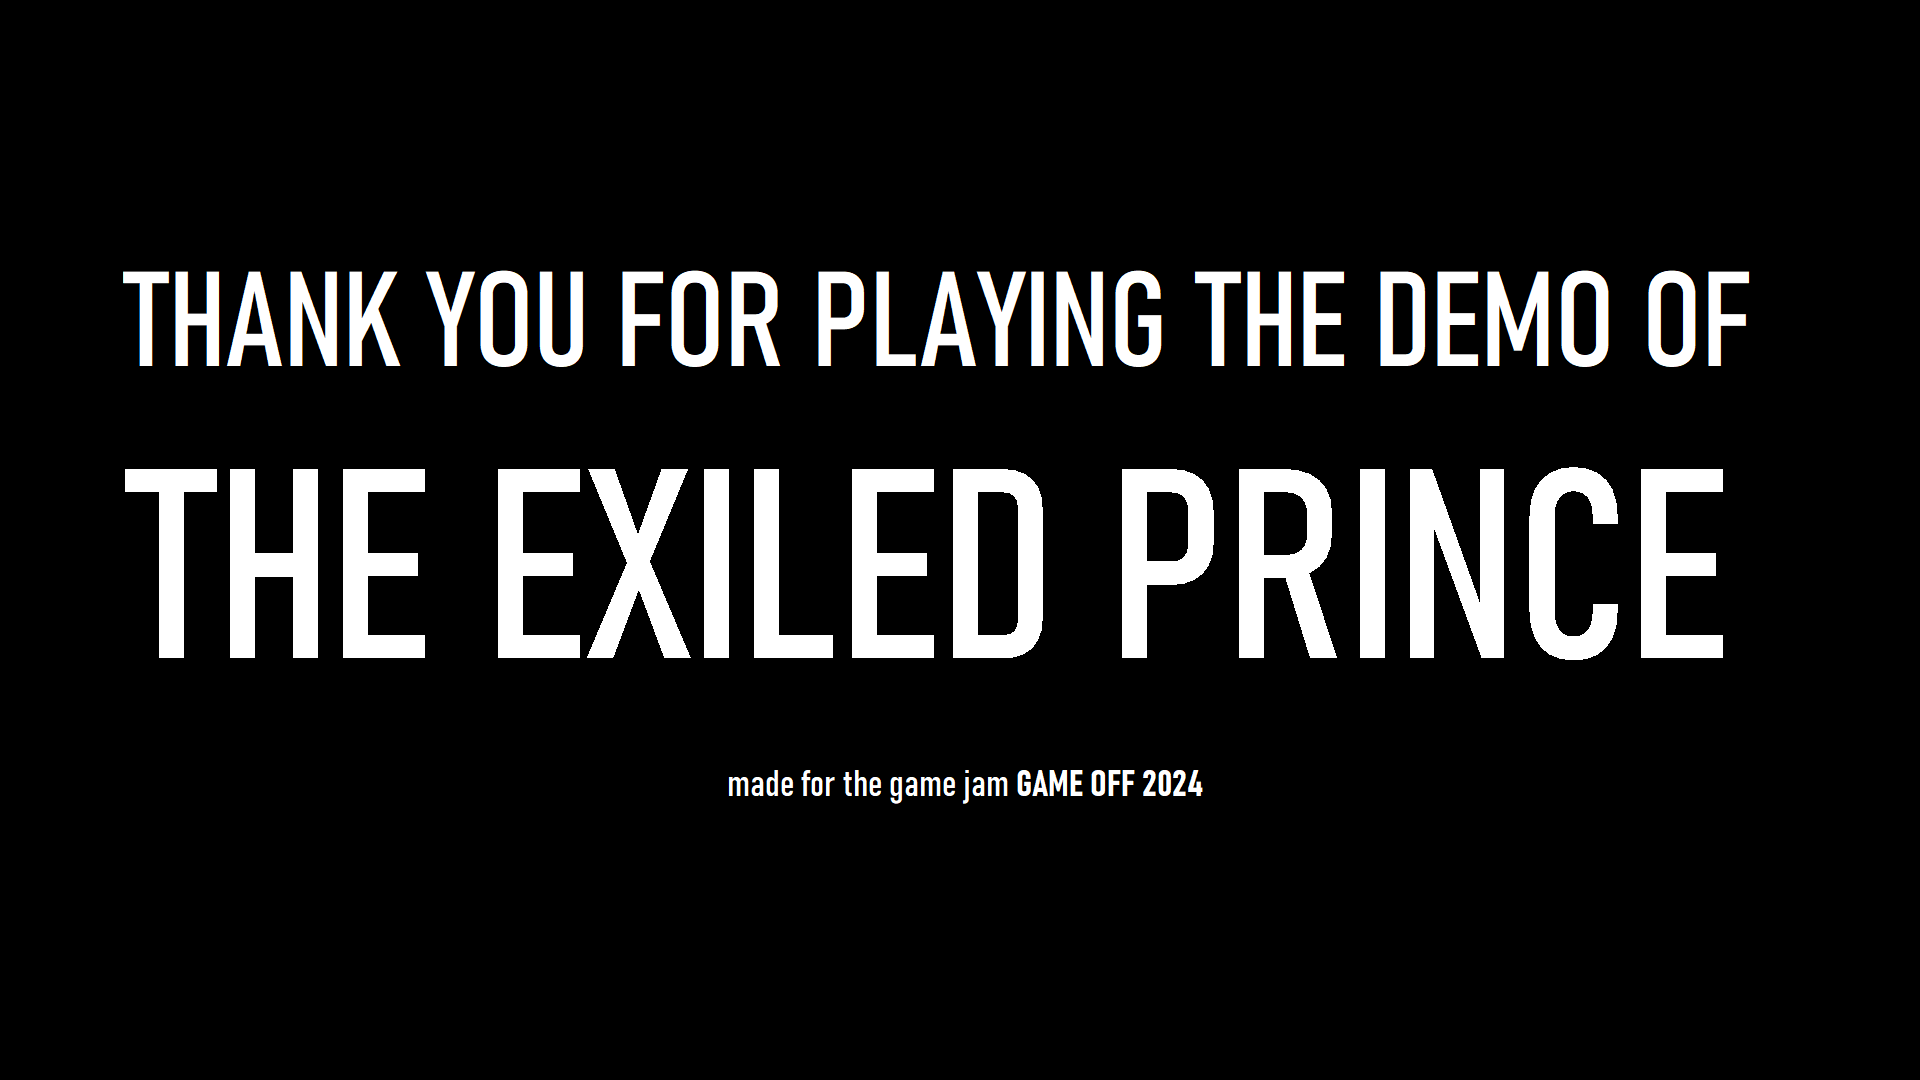 THANK YOU FOR PLAYING THE DEMO OF
THE EXILED PRINCE
made for the game jam GAME OFF 2024